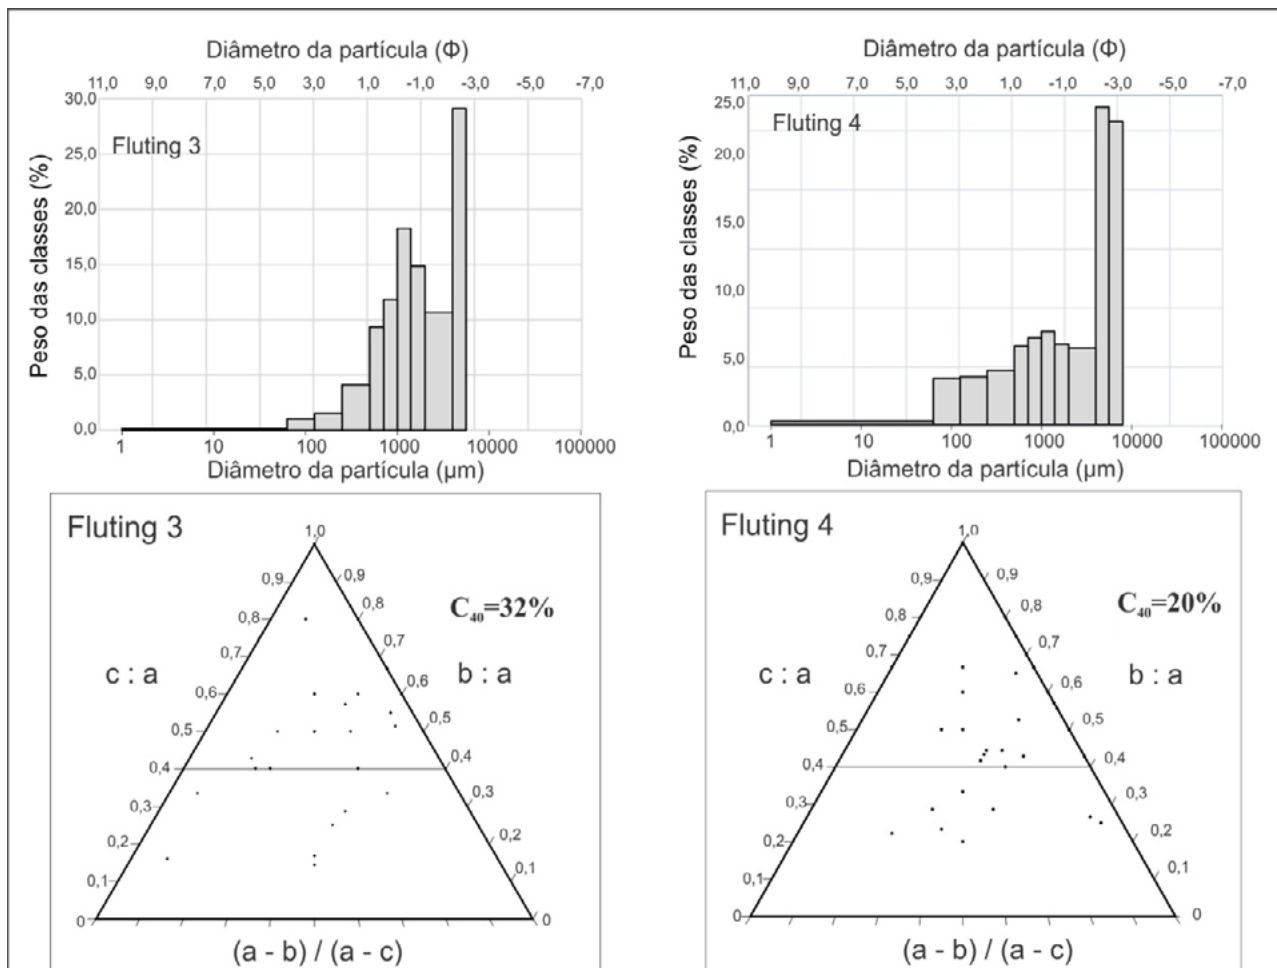 Diâmetro da partícula (Φ)
11,0 9,0 7,0 5,0 3,0 1,0 -1,0 -3,0 -5,0 -7,0
30,0
Fluting 3
25,0
20,0
15,0
10,0
5,0
0,0
Peso das classes (%)
1 10 100 1000 10000 100000
Diâmetro da partícula (µm)
Diâmetro da partícula (Φ)
11,0 9,0 7,0 5,0 3,0 1,0 -1,0 -3,0 -5,0 -7,0
25,0
Fluting 4
20,0
15,0
10,0
5,0
0,0
Peso das classes (%)
1 10 100 1000 10000 100000
Diâmetro da partícula (µm)
Fluting 3
1,0
0,9 0,9
C₄₀=32%
0,8 0,8
0,7 0,7
c : a b : a
0,6 0,6
0,5 0,5
0,4 0,4
0,3 0,3
0,2 0,2
0,1 0,1
0 0
(a - b) / (a - c)
Fluting 4
1,0
0,9 0,9
C₄₀=20%
0,8 0,8
0,7 0,7
c : a b : a
0,6 0,6
0,5 0,5
0,4 0,4
0,3 0,3
0,2 0,2
0,1 0,1
0 0
(a - b) / (a - c)